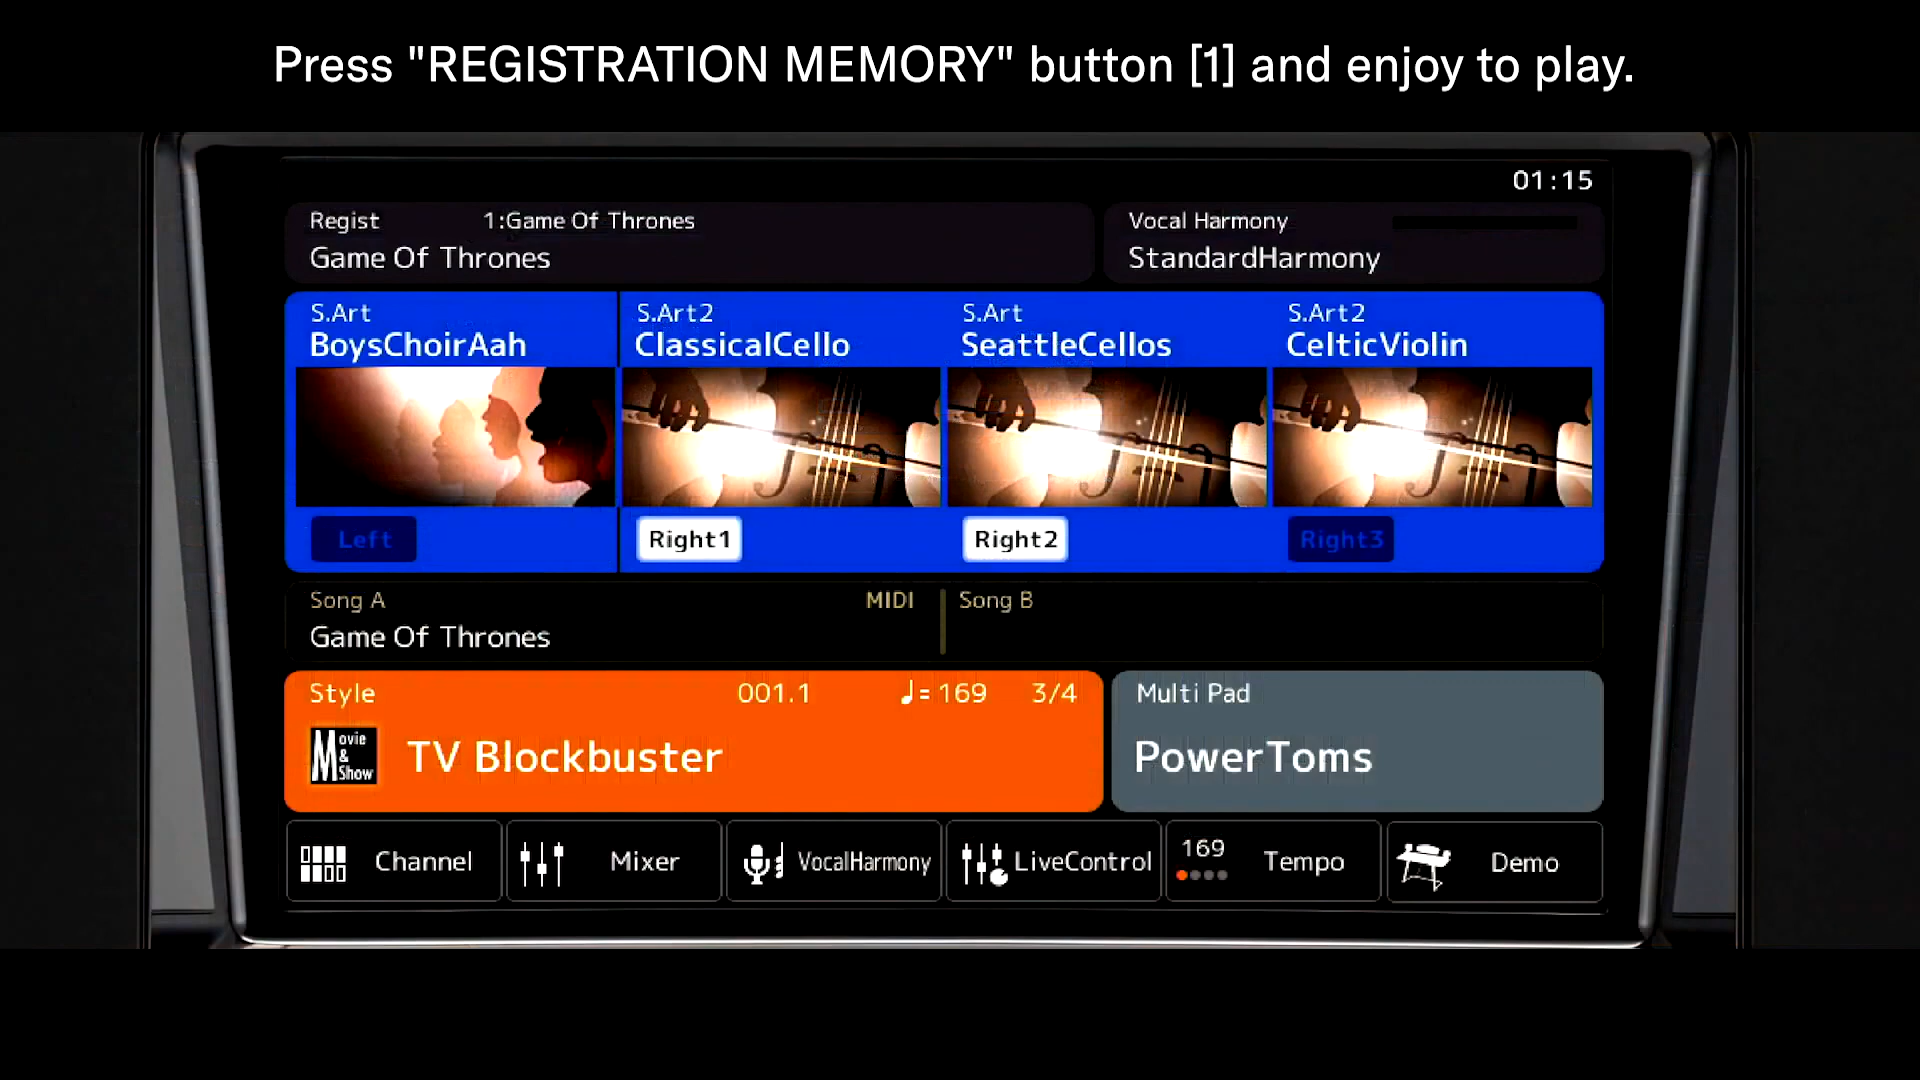 Press "REGISTRATION MEMORY" button [1] and enjoy to play.
01:15
Regist 1:Game Of Thrones
Game Of Thrones
Vocal Harmony
StandardHarmony
S.Art
BoysChoirAah
Left
S.Art2
ClassicalCello
Right1
S.Art
SeattleCellos
Right2
S.Art2
CelticViolin
Right3
Song A MIDI
Game Of Thrones
Song B
Style 001.1 ♩=169 3/4
Movie
&
Show
TV Blockbuster
Multi Pad
PowerToms
Channel
Mixer
VocalHarmony
LiveControl
169
Tempo
Demo